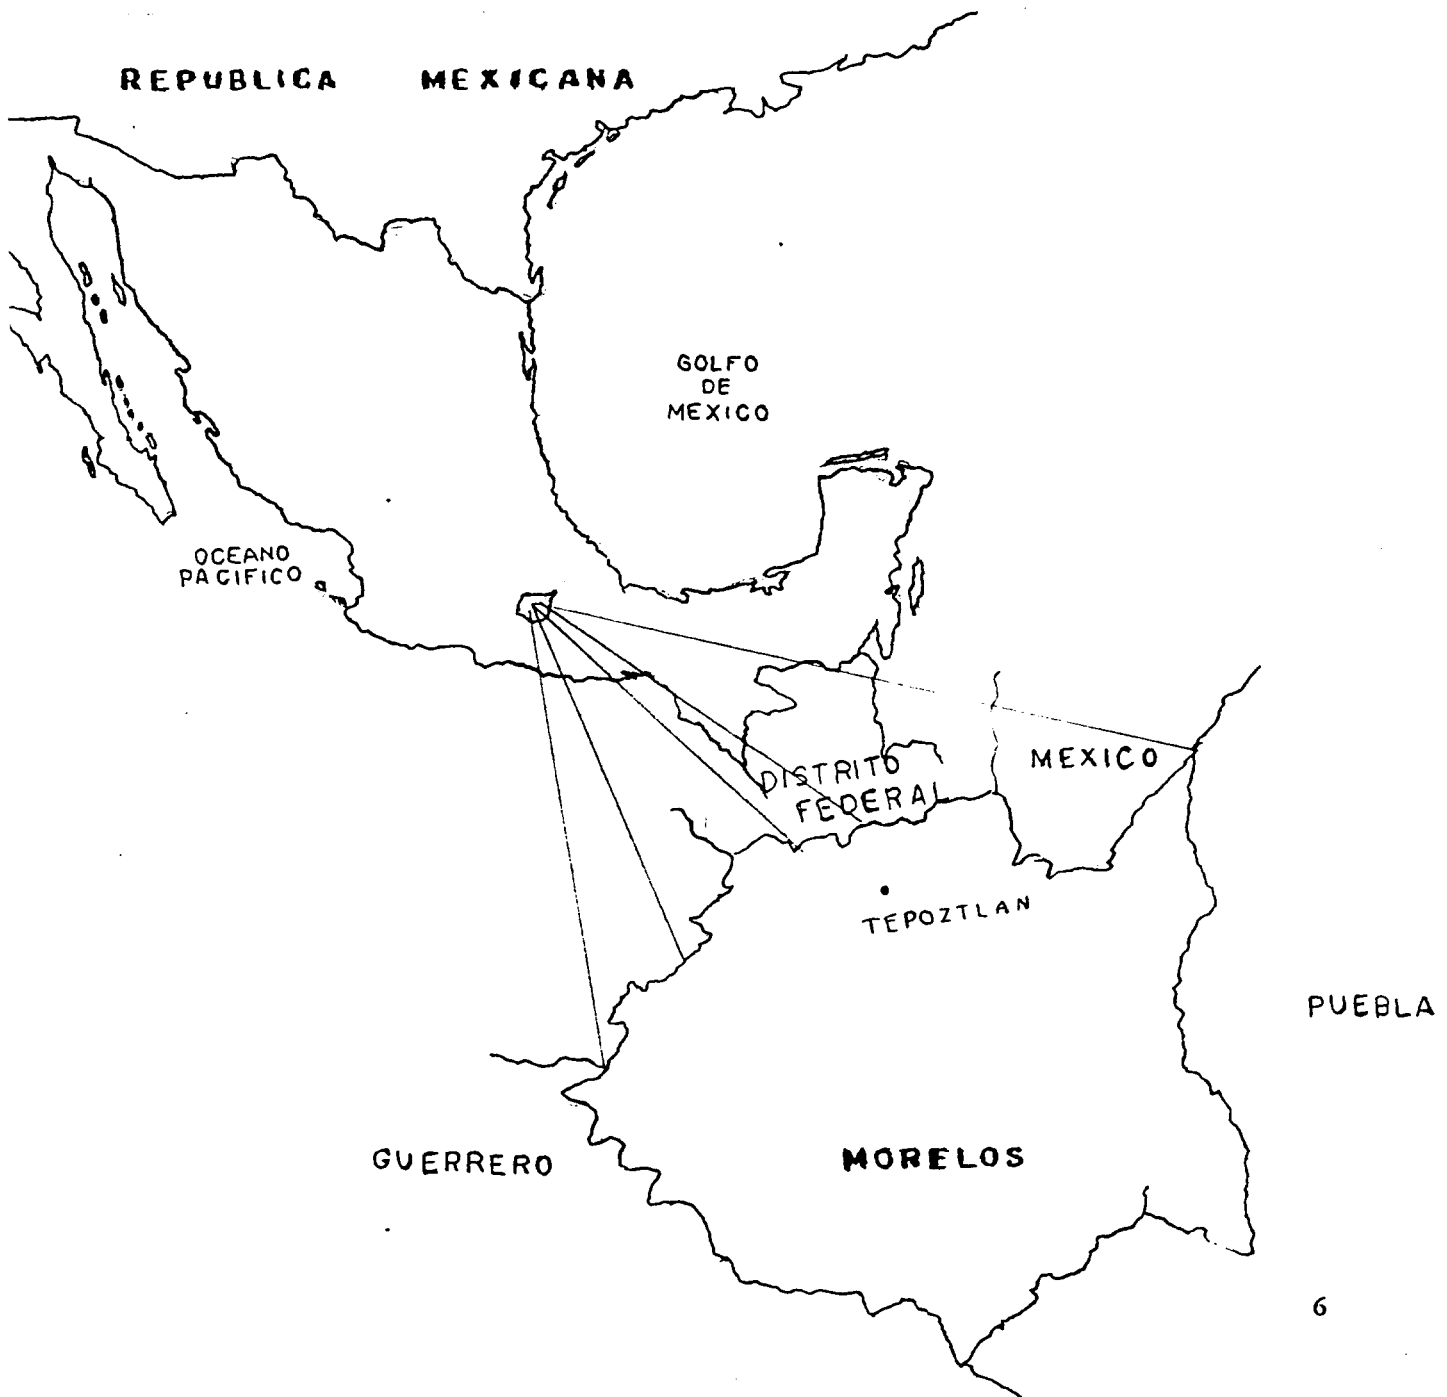 REPUBLICA MEXICANA
GOLFO
DE
MEXICO
OCEANO
PACIFICO
MEXICO
DISTRITO
FEDERAL
TEPOZTLAN
PUEBLA
GUERRERO
MORELOS
6